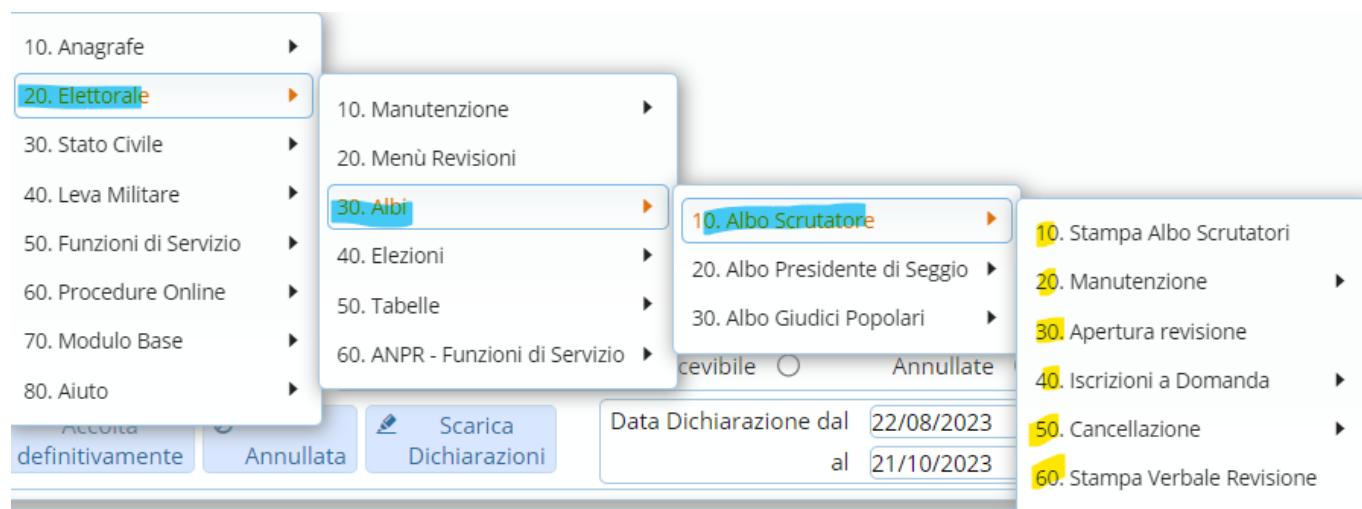 10. Anagrafe
20. Elettorale
30. Stato Civile
40. Leva Militare
50. Funzioni di Servizio
60. Procedure Online
70. Modulo Base
80. Aiuto
10. Manutenzione
20. Menù Revisioni
30. Albi
40. Elezioni
50. Tabelle
60. ANPR - Funzioni di Servizio
10. Albo Scrutatore
20. Albo Presidente di Seggio
30. Albo Giudici Popolari
10. Stampa Albo Scrutatori
20. Manutenzione
30. Apertura revisione
40. Iscrizioni a Domanda
50. Cancellazione
60. Stampa Verbale Revisione
cevibile
Annullate
Accolta
definitivamente
Annullata
Scarica
Dichiarazioni
Data Dichiarazione dal 22/08/2023
al 21/10/2023